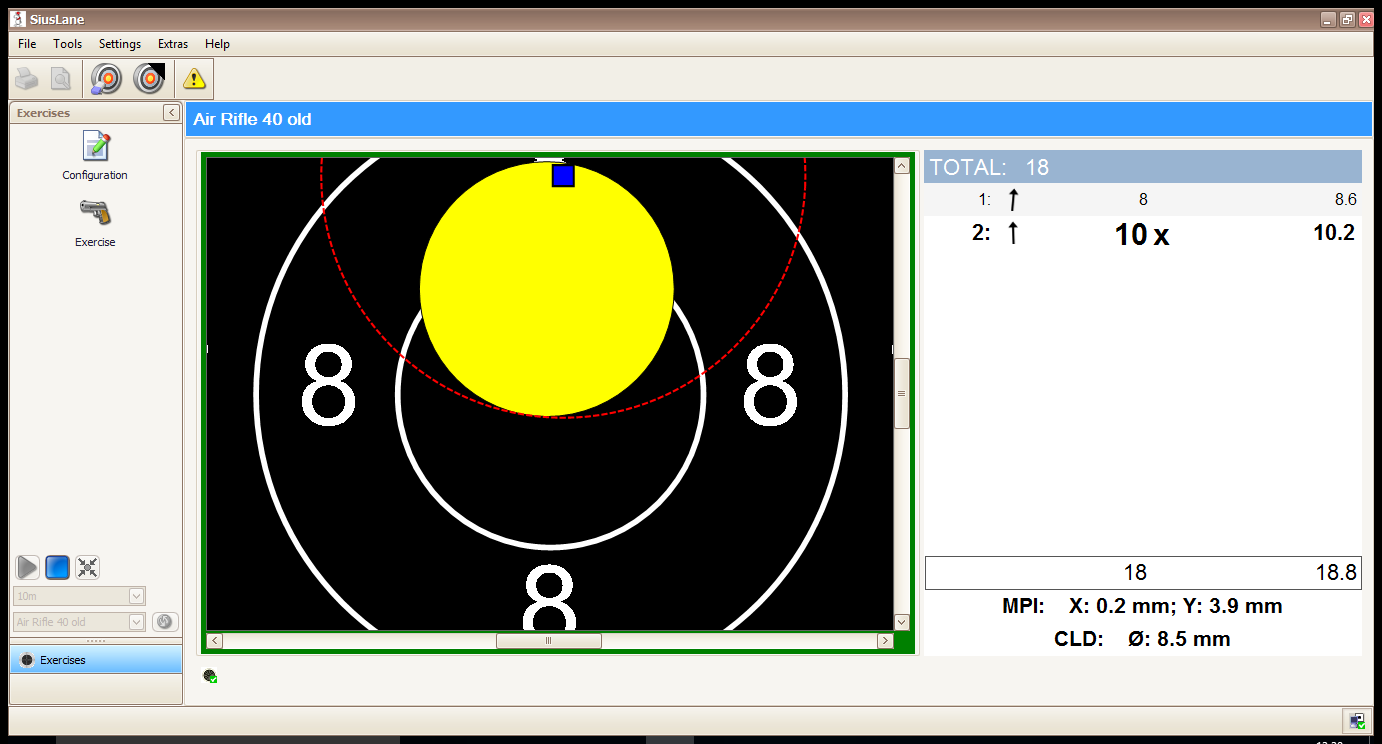 SiusLane
File Tools Settings Extras Help
Exercises
Configuration
Exercise
10m
Air Rifle 40 old
Exercises
Air Rifle 40 old
8 8
8
TOTAL: 18
1: 8 8.6
2: 10 x 10.2
18 18.8
MPI: X: 0.2 mm; Y: 3.9 mm
CLD: Ø: 8.5 mm